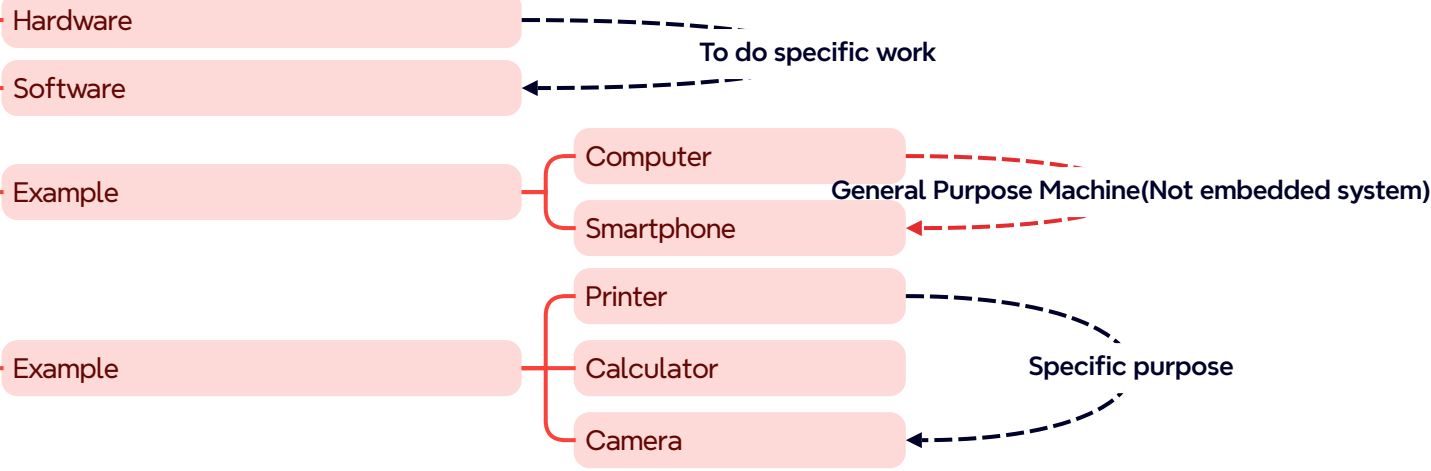 Hardware
To do specific work
Software
Computer
Example
General Purpose Machine(Not embedded system)
Smartphone
Printer
Example
Calculator
Specific purpose
Camera